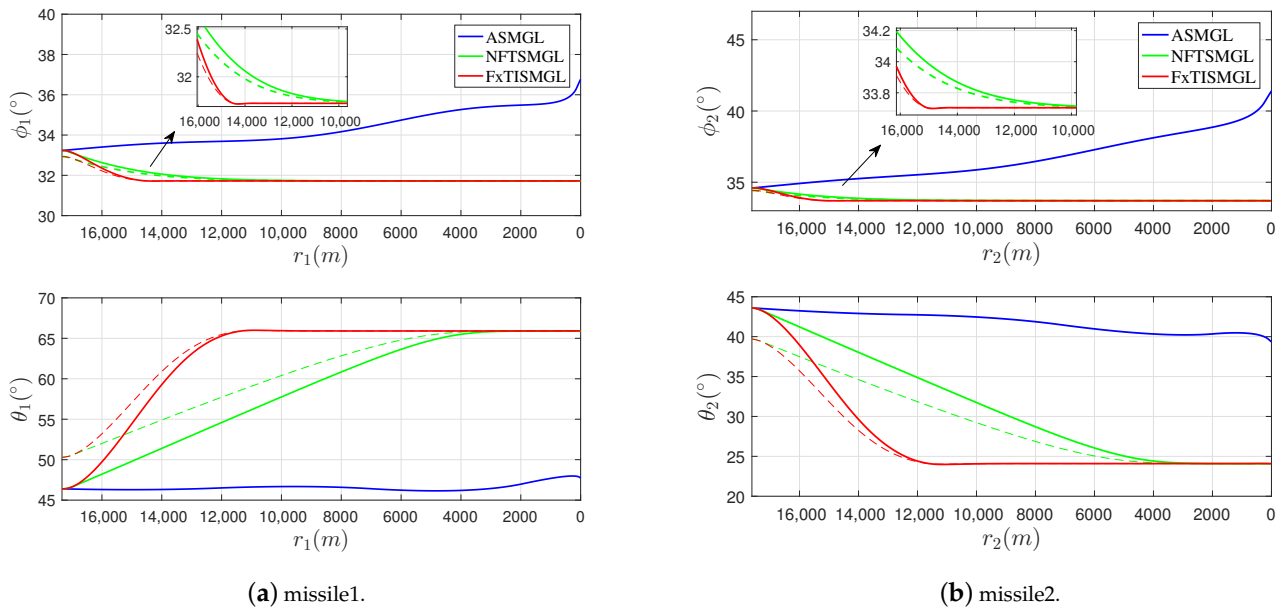 40
38
36
34
32
30
ϕ₁(°)
32.5
32
16,000 14,000 12,000 10,000
ASMGL
NFTSMGL
FxTISMGL
16,000 14,000 12,000 10,000 8000 6000 4000 2000 0
r₁(m)
70
65
60
55
50
45
θ₁(°)
16,000 14,000 12,000 10,000 8000 6000 4000 2000 0
r₁(m)
(a) missile1.
45
40
35
ϕ₂(°)
34.2
34
33.8
16,000 14,000 12,000 10,000
ASMGL
NFTSMGL
FxTISMGL
16,000 14,000 12,000 10,000 8000 6000 4000 2000 0
r₂(m)
45
40
35
30
25
20
θ₂(°)
16,000 14,000 12,000 10,000 8000 6000 4000 2000 0
r₂(m)
(b) missile2.